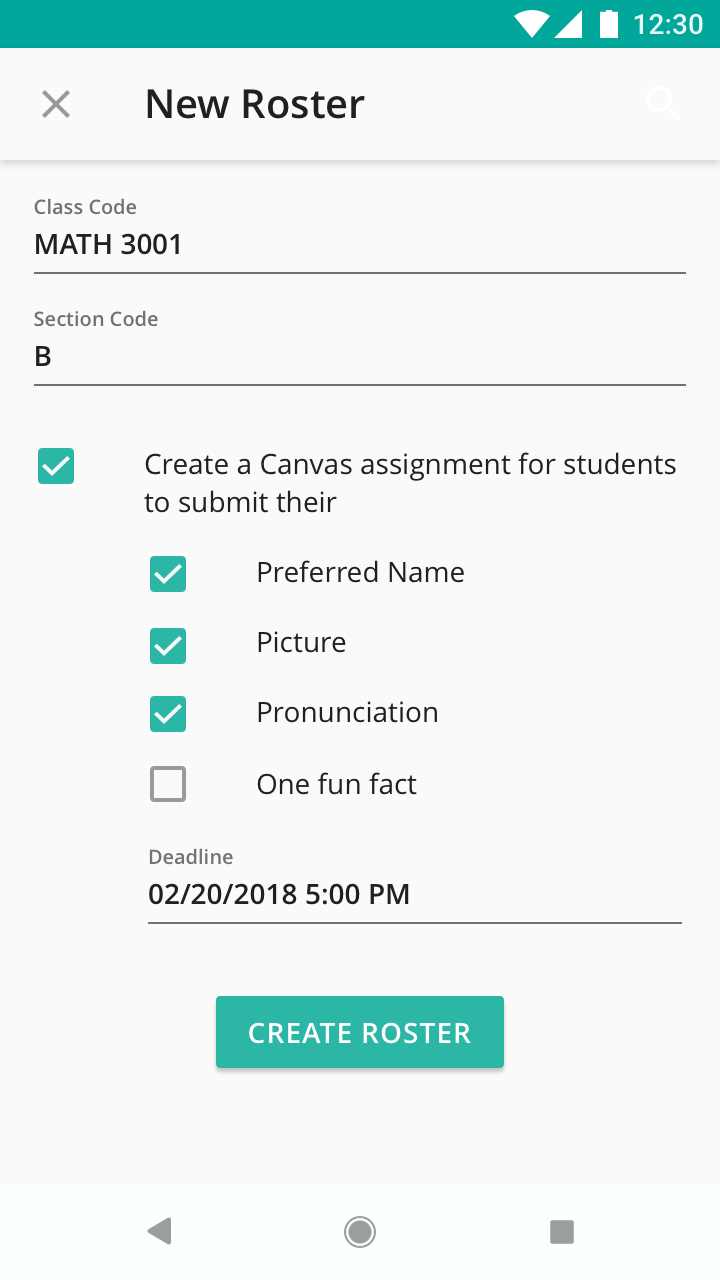 12:30
New Roster
Class Code
MATH 3001
Section Code
B
Create a Canvas assignment for students
to submit their
Preferred Name
Picture
Pronunciation
One fun fact
Deadline
02/20/2018 5:00 PM
CREATE ROSTER